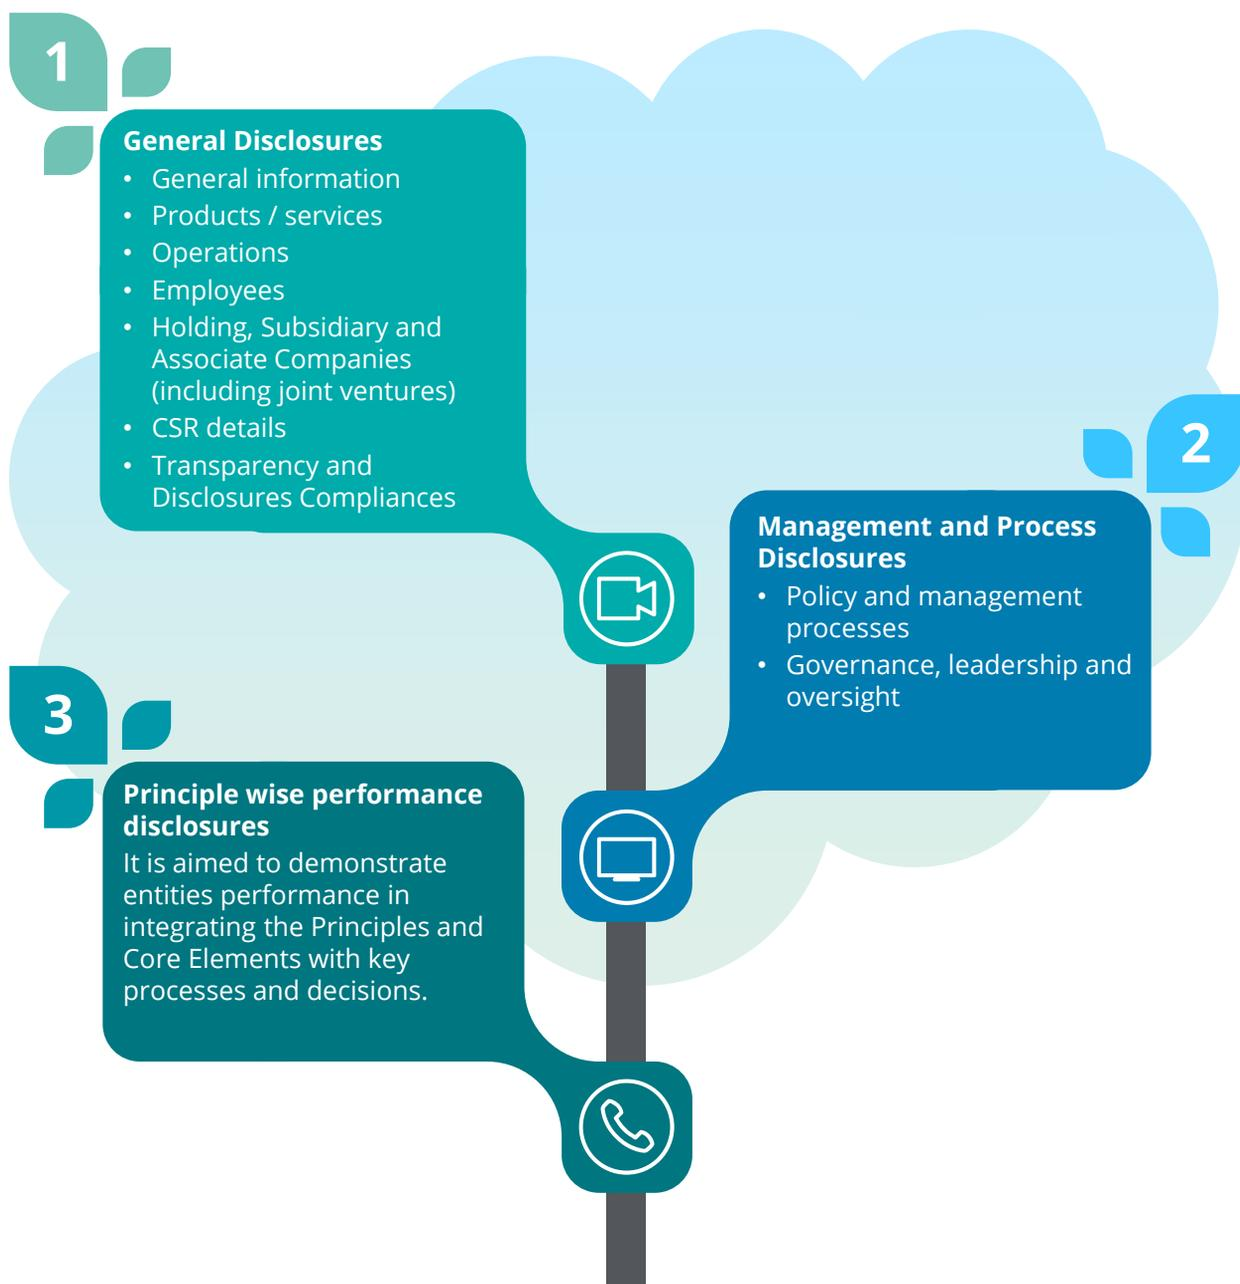 1
General Disclosures
• General information
• Products / services
• Operations
• Employees
• Holding, Subsidiary and
Associate Companies
(including joint ventures)
• CSR details
• Transparency and
Disclosures Compliances
2
Management and Process
Disclosures
• Policy and management
processes
• Governance, leadership and
oversight
3
Principle wise performance
disclosures
It is aimed to demonstrate
entities performance in
integrating the Principles and
Core Elements with key
processes and decisions.